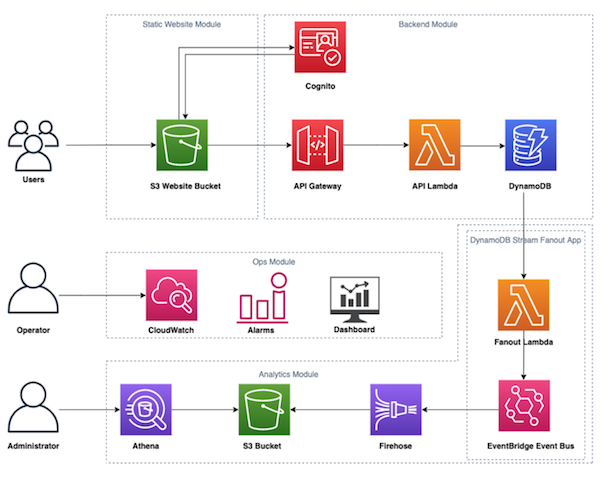 Static Website Module
Backend Module
Cognito
Users
S3 Website Bucket
API Gateway
API Lambda
DynamoDB
DynamoDB Stream Fanout App
Ops Module
Operator
CloudWatch
Alarms
Dashboard
Fanout Lambda
Analytics Module
Administrator
Athena
S3 Bucket
Firehose
EventBridge Event Bus